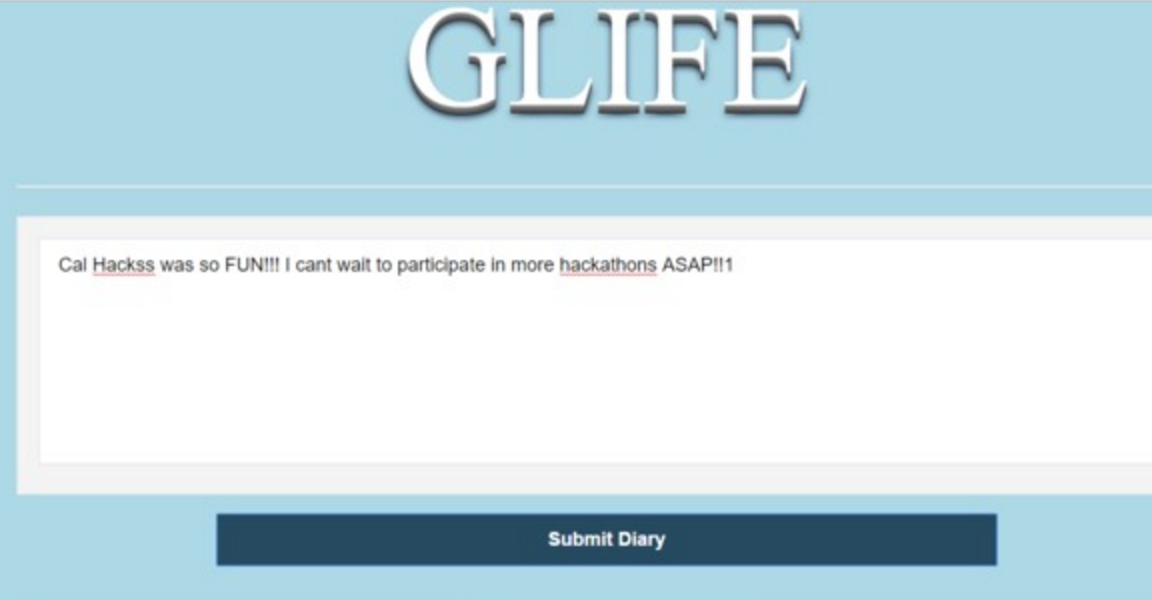 GLIFE
Cal Hackss was so FUN!!! I cant wait to participate in more hackathons ASAP!!1
Submit Diary